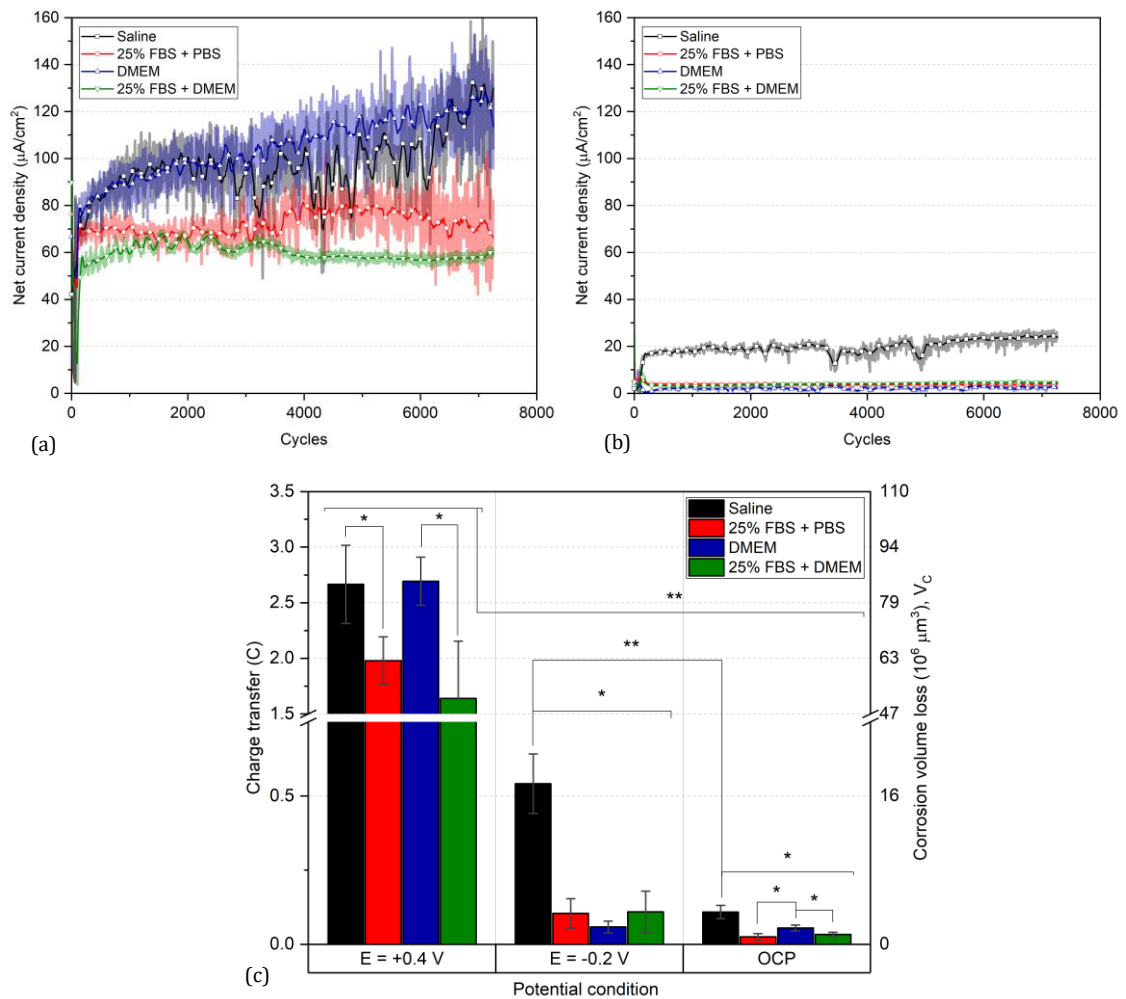 160
140
120
100
80
60
40
20
0
Net current density (μA/cm²)
Saline
25% FBS + PBS
DMEM
25% FBS + DMEM
0 2000 4000 6000 8000
Cycles
(a)
160
140
120
100
80
60
40
20
0
Net current density (μA/cm²)
Saline
25% FBS + PBS
DMEM
25% FBS + DMEM
0 2000 4000 6000 8000
Cycles
(b)
3.5
3.0
2.5
2.0
1.5
0.5
0.0
Charge transfer (C)
* *
**
**
*
*
* *
Saline
25% FBS + PBS
DMEM
25% FBS + DMEM
110
94
79
63
47
16
0
Corrosion volume loss (10⁶ μm³), V_C
E = +0.4 V E = -0.2 V OCP
Potential condition
(c)